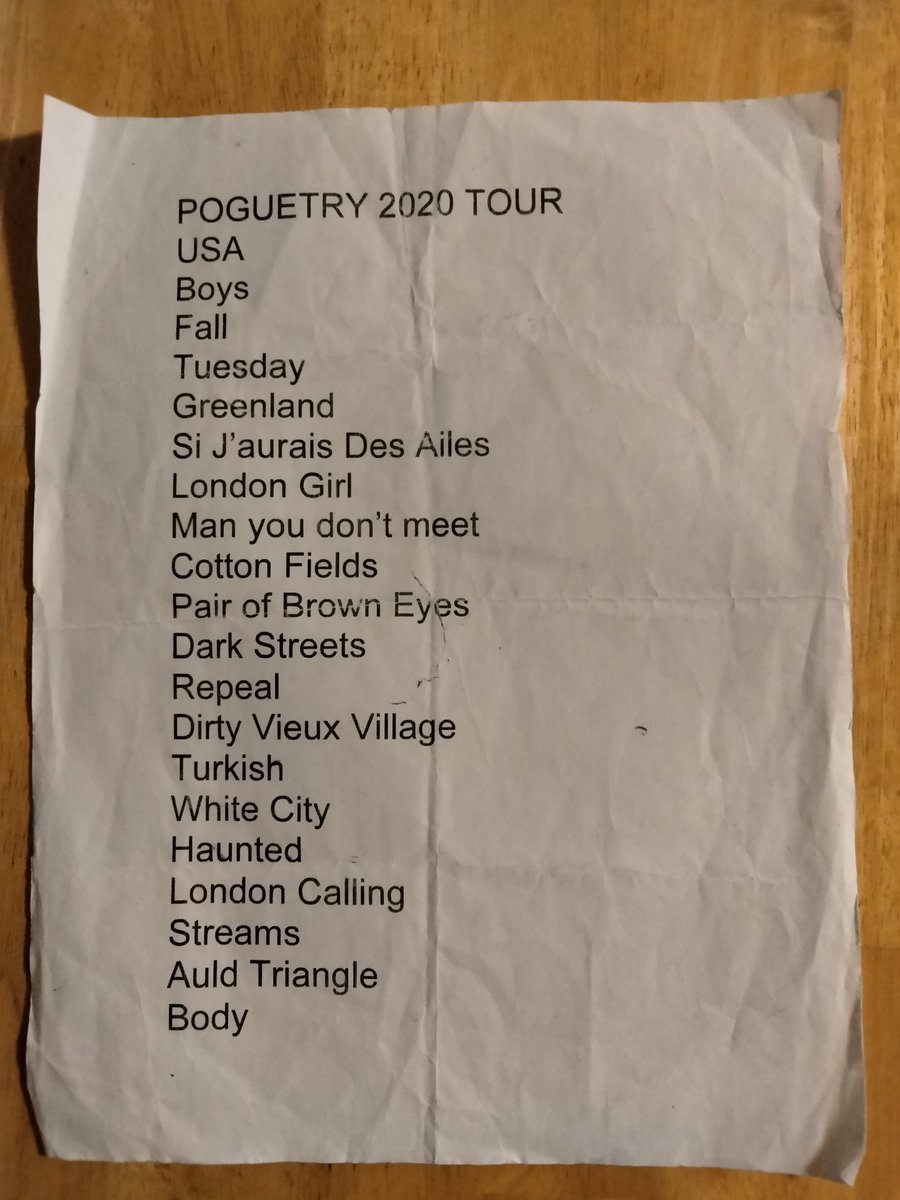 POGUETRY 2020 TOUR
USA
Boys
Fall
Tuesday
Greenland
Si J’aurais Des Ailes
London Girl
Man you don’t meet
Cotton Fields
Pair of Brown Eyes
Dark Streets
Repeal
Dirty Vieux Village
Turkish
White City
Haunted
London Calling
Streams
Auld Triangle
Body